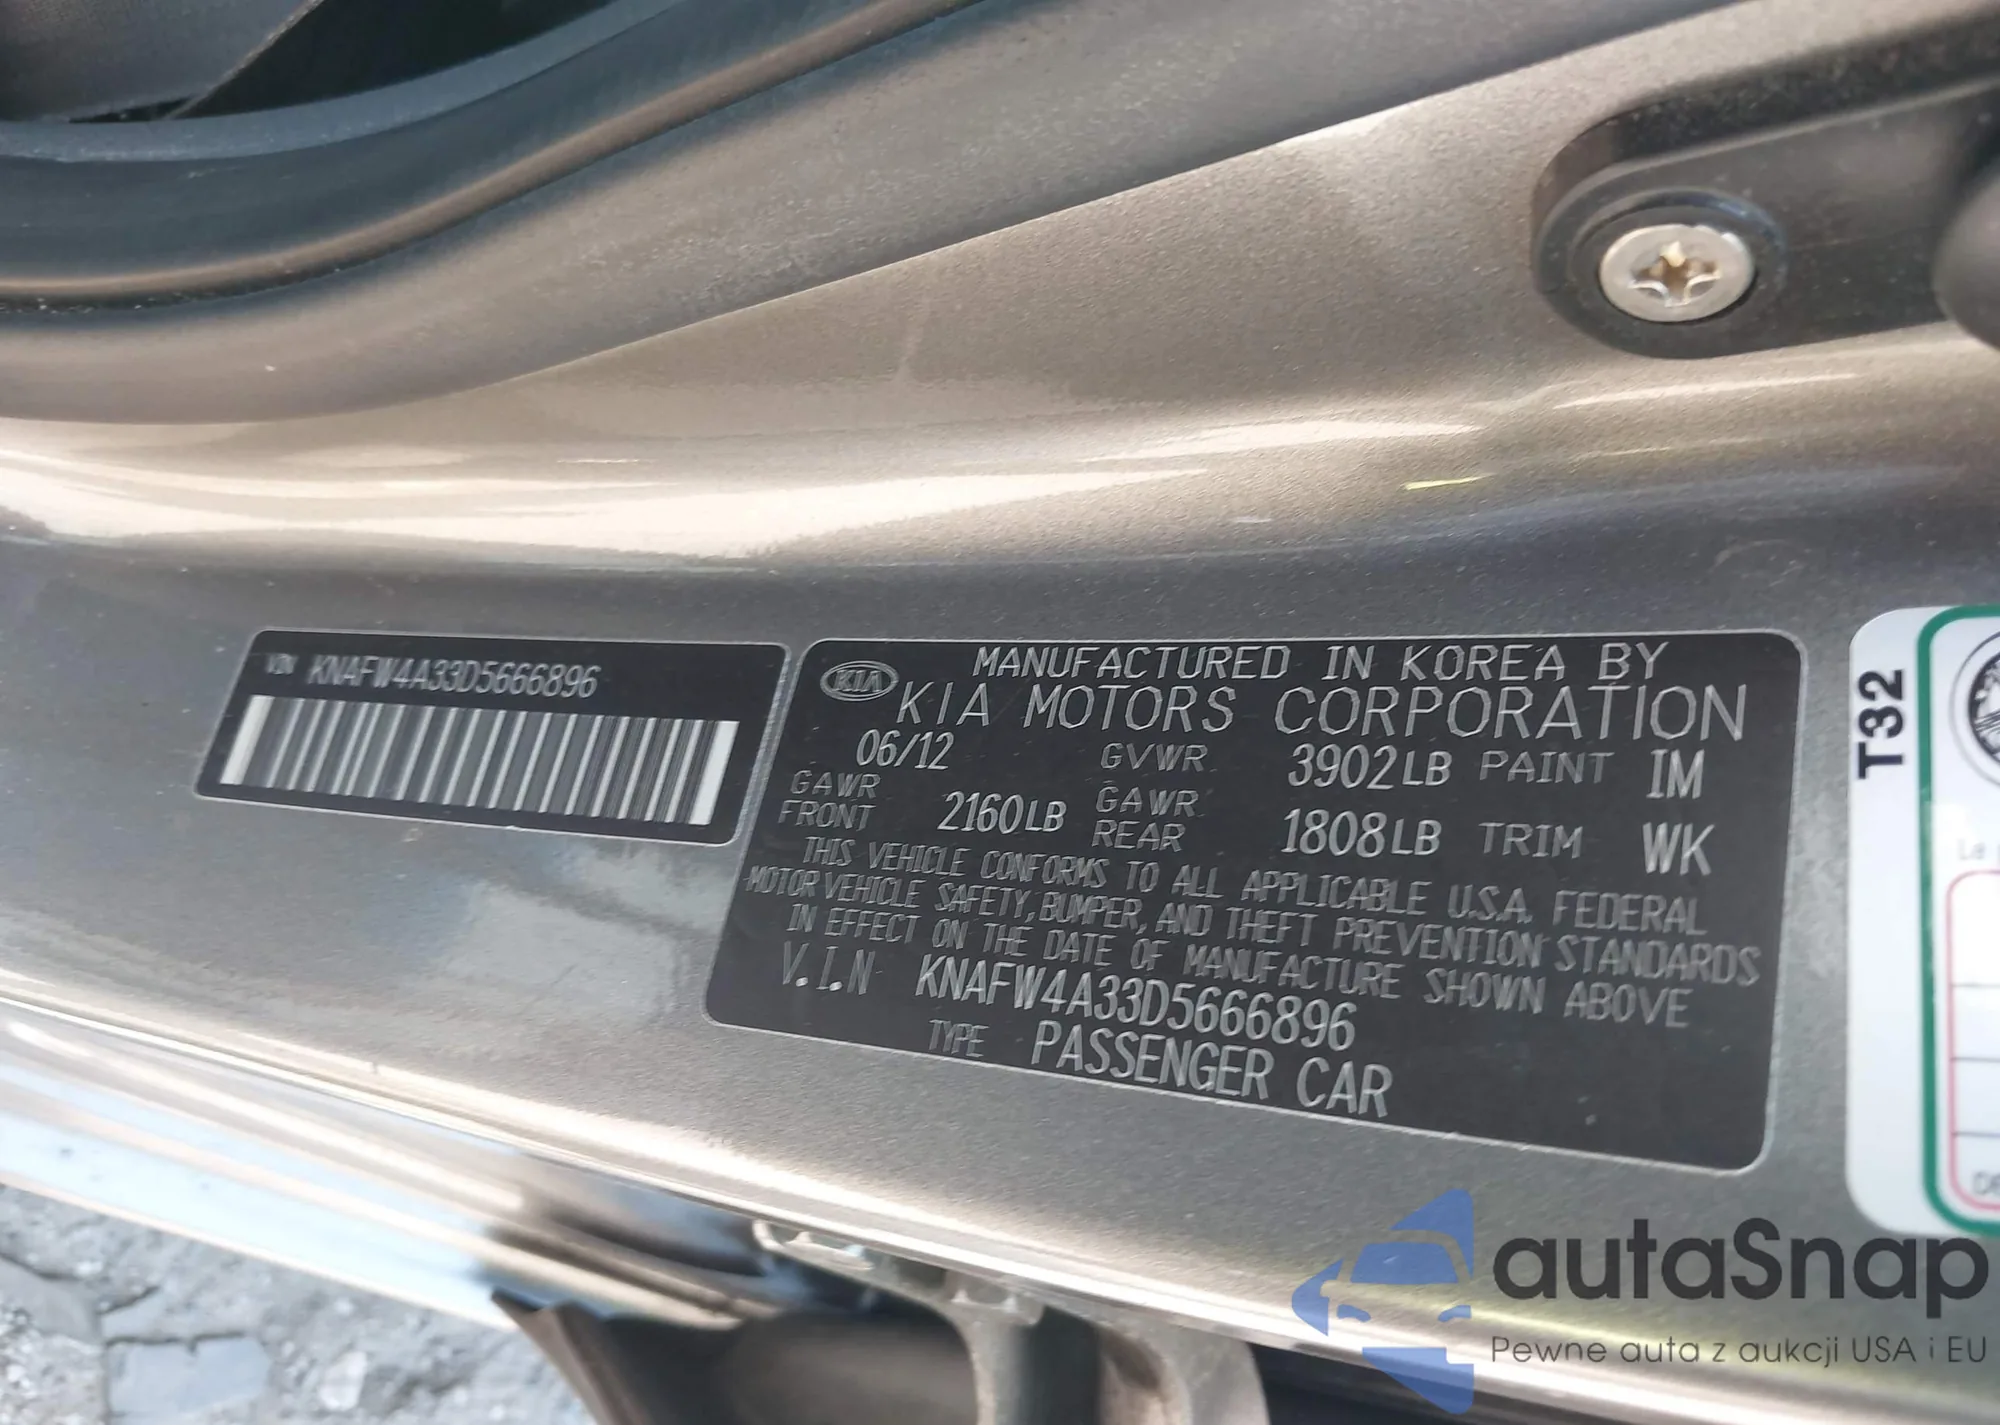 VIN KNAFW4A33D5666896
KIA
MANUFACTURED IN KOREA BY
KIA MOTORS CORPORATION
06/12 GVWR 3902LB PAINT IM
GAWR FRONT 2160LB GAWR REAR 1808LB TRIM WK
THIS VEHICLE CONFORMS TO ALL APPLICABLE U.S.A. FEDERAL
MOTOR VEHICLE SAFETY, BUMPER, AND THEFT PREVENTION STANDARDS
IN EFFECT ON THE DATE OF MANUFACTURE SHOWN ABOVE
V.I.N KNAFW4A33D5666896
TYPE PASSENGER CAR
T32
autaSnap
Pewne auta z aukcji USA i EU